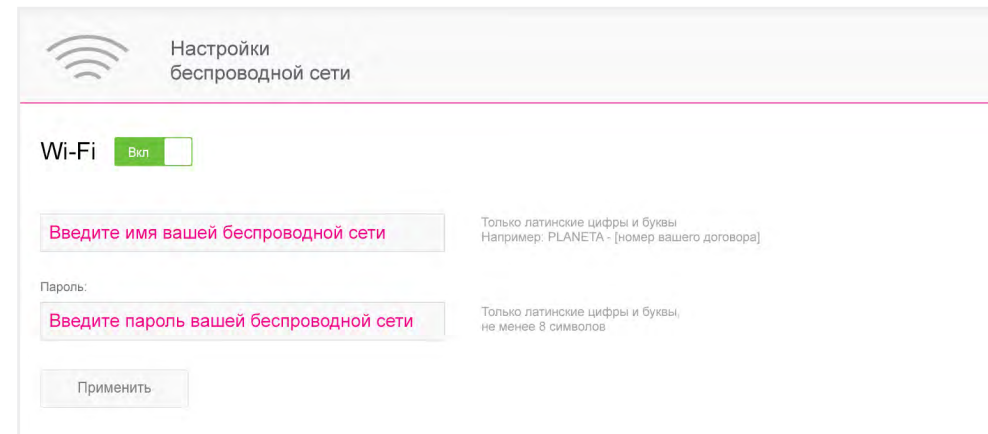 Настройки
беспроводной сети
Wi-Fi Вкл
Введите имя вашей беспроводной сети
Только латинские цифры и буквы
Например: PLANETA - [номер вашего договора]
Пароль:
Введите пароль вашей беспроводной сети
Только латинские цифры и буквы,
не менее 8 символов
Применить